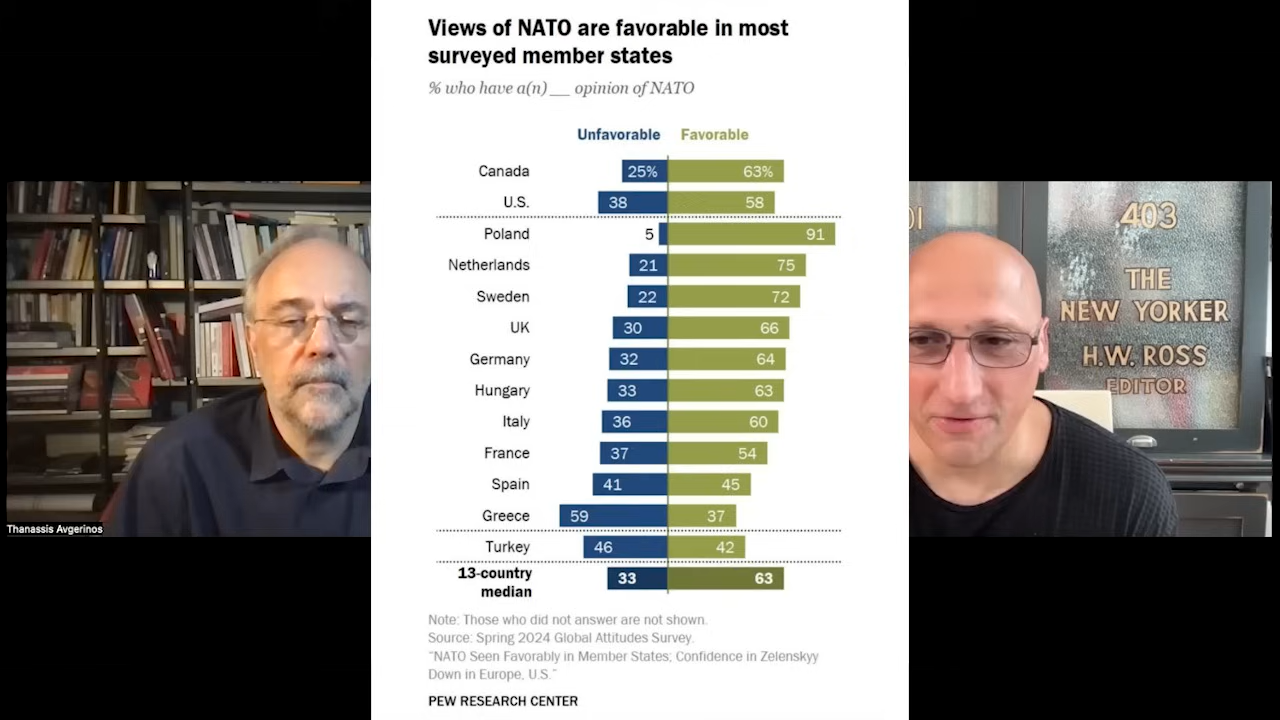 Views of NATO are favorable in most
surveyed member states
% who have a(n) __ opinion of NATO
Unfavorable Favorable
Canada 25% 63%
U.S. 38 58
Poland 5 91
Netherlands 21 75
Sweden 22 72
UK 30 66
Germany 32 64
Hungary 33 63
Italy 36 60
France 37 54
Spain 41 45
Greece 59 37
Turkey 46 42
13-country
median 33 63
Note: Those who did not answer are not shown.
Source: Spring 2024 Global Attitudes Survey.
"NATO Seen Favorably in Member States; Confidence in Zelenskyy
Down in Europe, U.S."
PEW RESEARCH CENTER
Thanassis Avgerinos
01
403
THE
NEW YORKER
H.W. ROSS
EDITOR